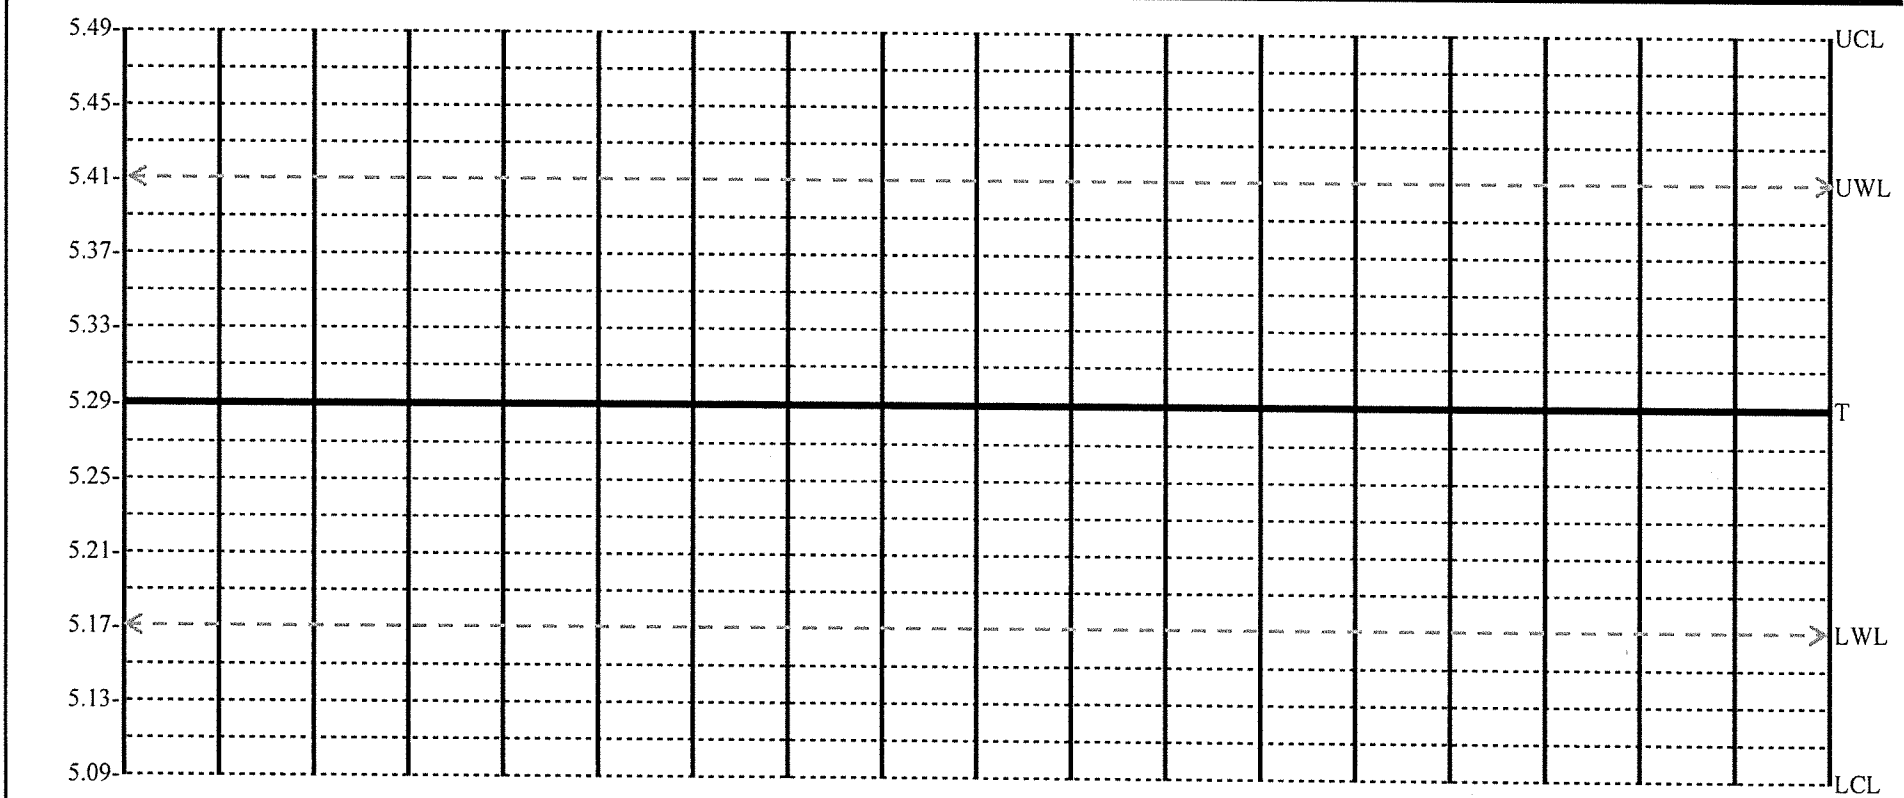 5.49- UCL
5.45-
5.41- UWL
5.37-
5.33-
5.29- T
5.25-
5.21-
5.17- LWL
5.13-
5.09- LCL